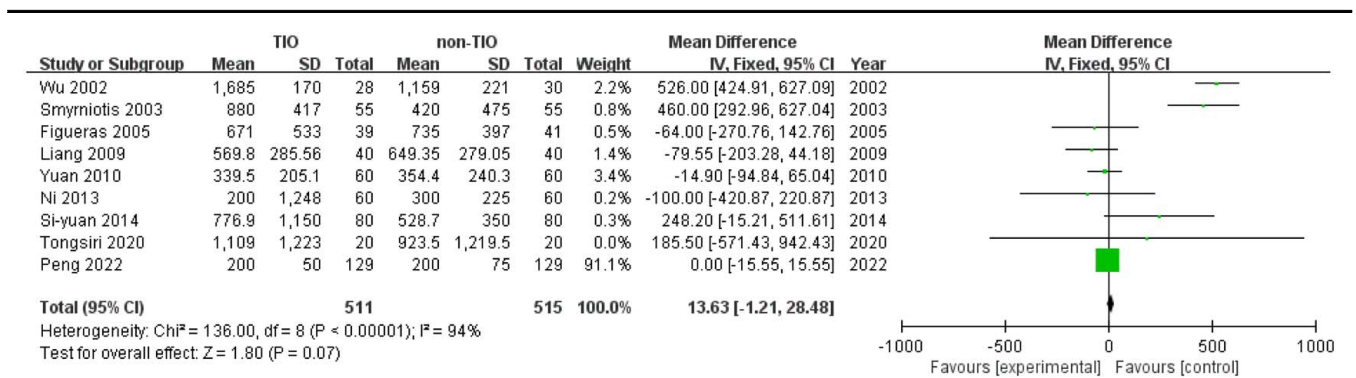 TIO non-TIO Mean Difference Mean Difference
Study or Subgroup Mean SD Total Mean SD Total Weight IV, Fixed, 95% CI Year IV, Fixed, 95% CI
Wu 2002 1,685 170 28 1,159 221 30 2.2% 526.00 [424.91, 627.09] 2002
Smyrniotis 2003 880 417 55 420 475 55 0.8% 460.00 [292.96, 627.04] 2003
Figueras 2005 671 533 39 735 397 41 0.5% -64.00 [-270.76, 142.76] 2005
Liang 2009 569.8 285.56 40 649.35 279.05 40 1.4% -79.55 [-203.28, 44.18] 2009
Yuan 2010 339.5 205.1 60 354.4 240.3 60 3.4% -14.90 [-94.84, 65.04] 2010
Ni 2013 200 1,248 60 300 225 60 0.2% -100.00 [-420.87, 220.87] 2013
Si-yuan 2014 776.9 1,150 80 528.7 350 80 0.3% 248.20 [-15.21, 511.61] 2014
Tongsiri 2020 1,109 1,223 20 923.5 1,219.5 20 0.0% 185.50 [-571.43, 942.43] 2020
Peng 2022 200 50 129 200 75 129 91.1% 0.00 [-15.55, 15.55] 2022
Total (95% CI) 511 515 100.0% 13.63 [-1.21, 28.48]
Heterogeneity: Chi² = 136.00, df = 8 (P < 0.00001); I² = 94%
Test for overall effect: Z = 1.80 (P = 0.07)
-1000 -500 0 500 1000
Favours [experimental] Favours [control]